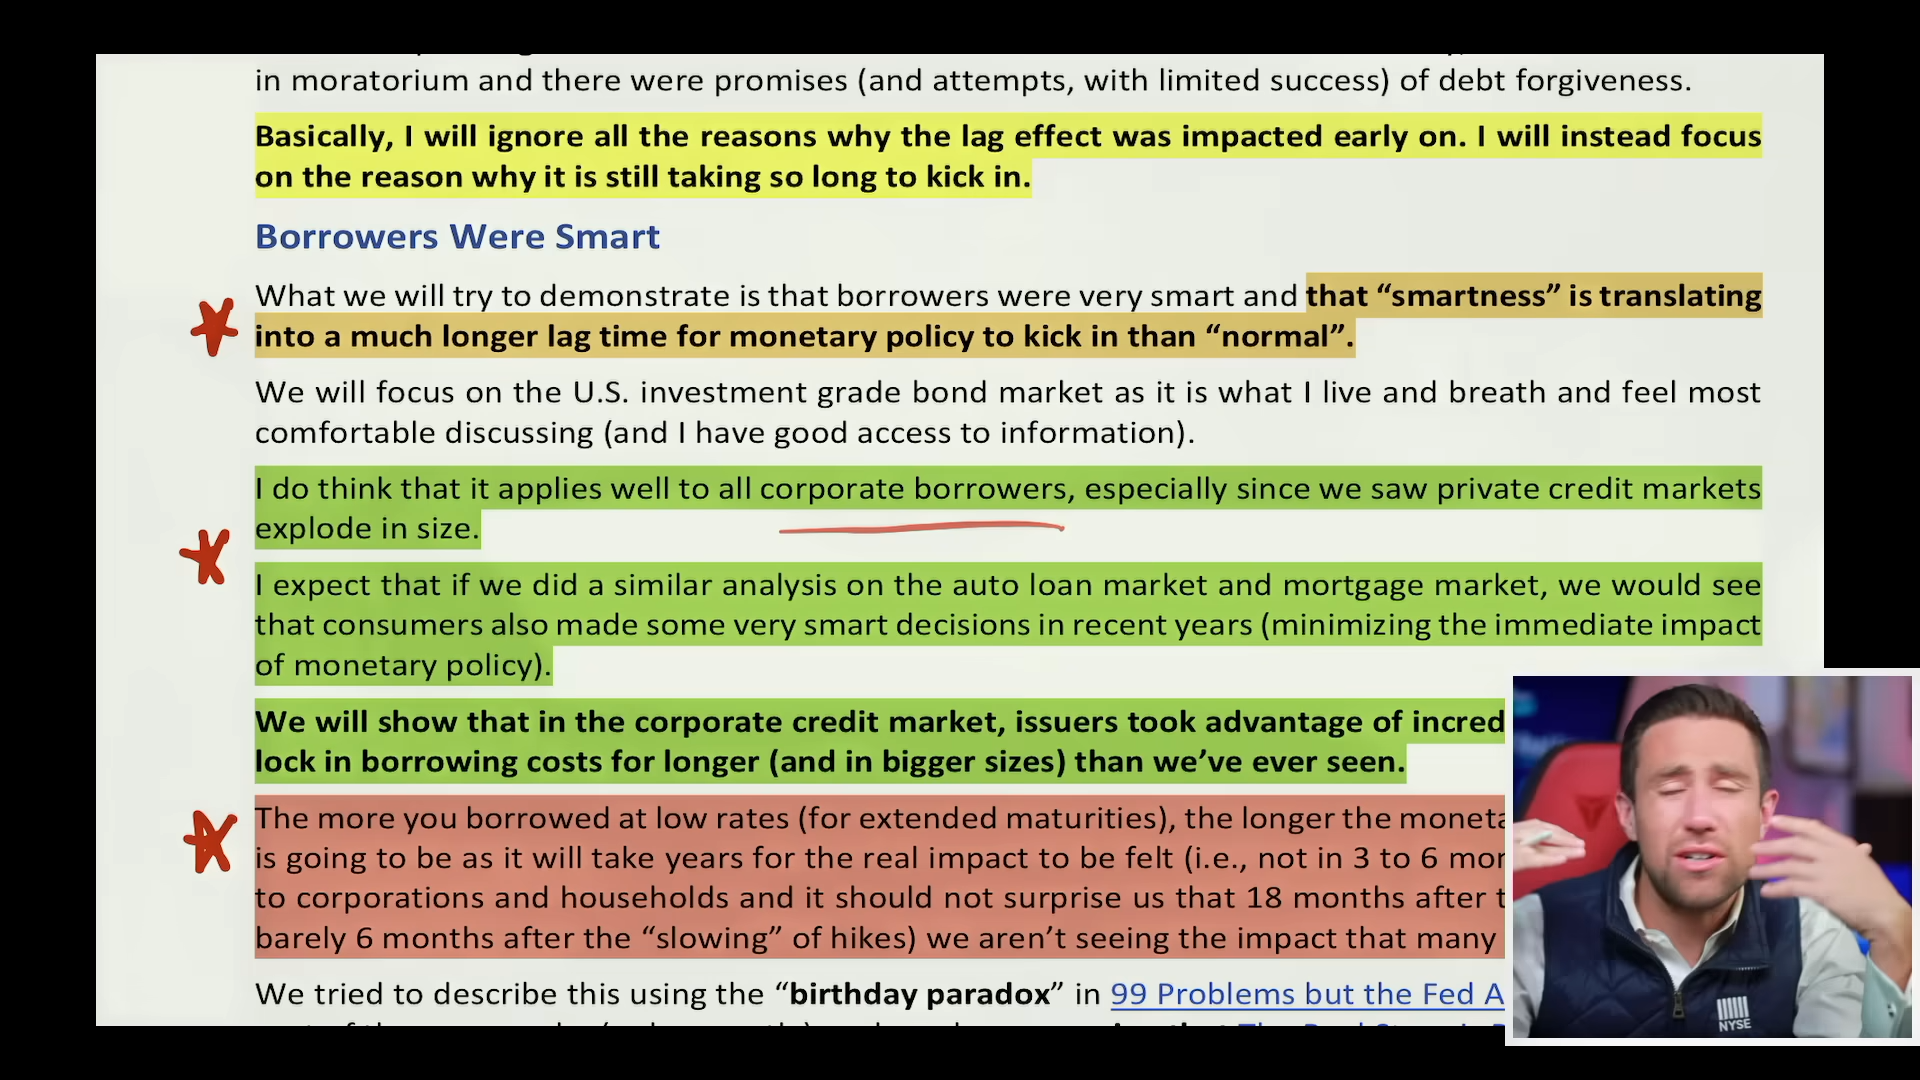 in moratorium and there were promises (and attempts, with limited success) of debt forgiveness.
Basically, I will ignore all the reasons why the lag effect was impacted early on. I will instead focus
on the reason why it is still taking so long to kick in.
Borrowers Were Smart
What we will try to demonstrate is that borrowers were very smart and that “smartness” is translating
into a much longer lag time for monetary policy to kick in than “normal”.
We will focus on the U.S. investment grade bond market as it is what I live and breath and feel most
comfortable discussing (and I have good access to information).
I do think that it applies well to all corporate borrowers, especially since we saw private credit markets
explode in size.
I expect that if we did a similar analysis on the auto loan market and mortgage market, we would see
that consumers also made some very smart decisions in recent years (minimizing the immediate impact
of monetary policy).
We will show that in the corporate credit market, issuers took advantage of incred
lock in borrowing costs for longer (and in bigger sizes) than we’ve ever seen.
The more you borrowed at low rates (for extended maturities), the longer the moneta
is going to be as it will take years for the real impact to be felt (i.e., not in 3 to 6 mor
to corporations and households and it should not surprise us that 18 months after t
barely 6 months after the “slowing” of hikes) we aren’t seeing the impact that many
We tried to describe this using the “birthday paradox” in 99 Problems but the Fed A
NYSE